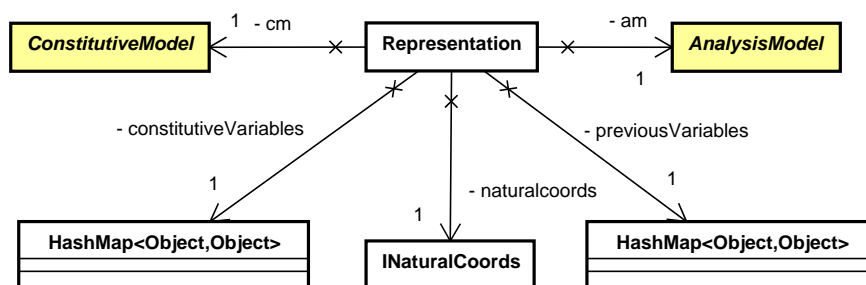 1 - cm
ConstitutiveModel
Representation
- am
AnalysisModel
1
- constitutiveVariables
- previousVariables
1
- naturalcoords
1
1
HashMap<Object,Object>
INaturalCoords
HashMap<Object,Object>